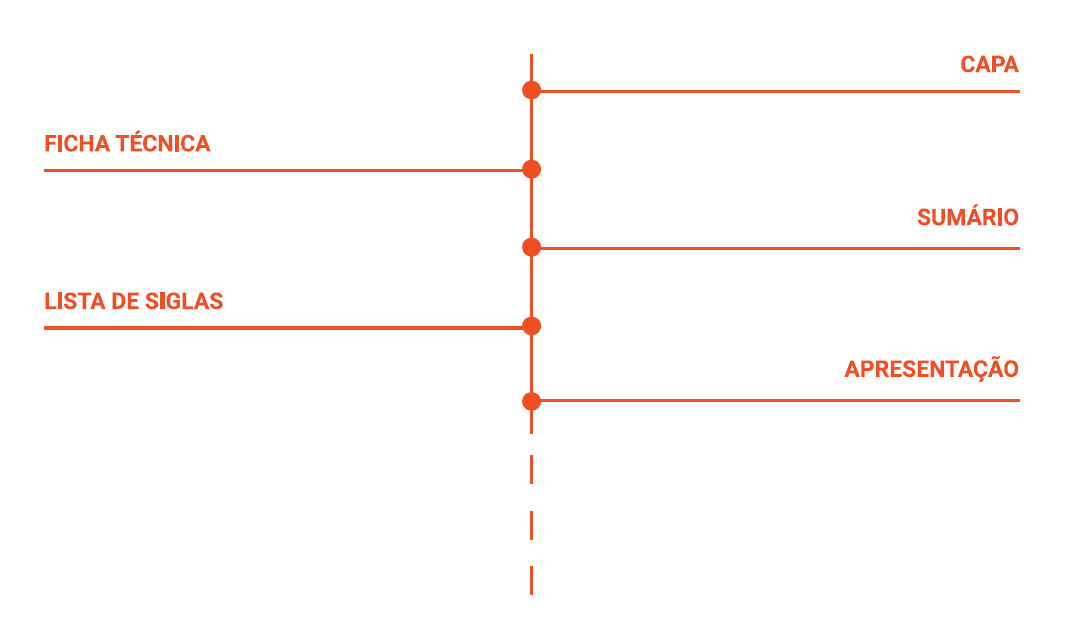 CAPA
FICHA TÉCNICA
SUMÁRIO
LISTA DE SIGLAS
APRESENTAÇÃO